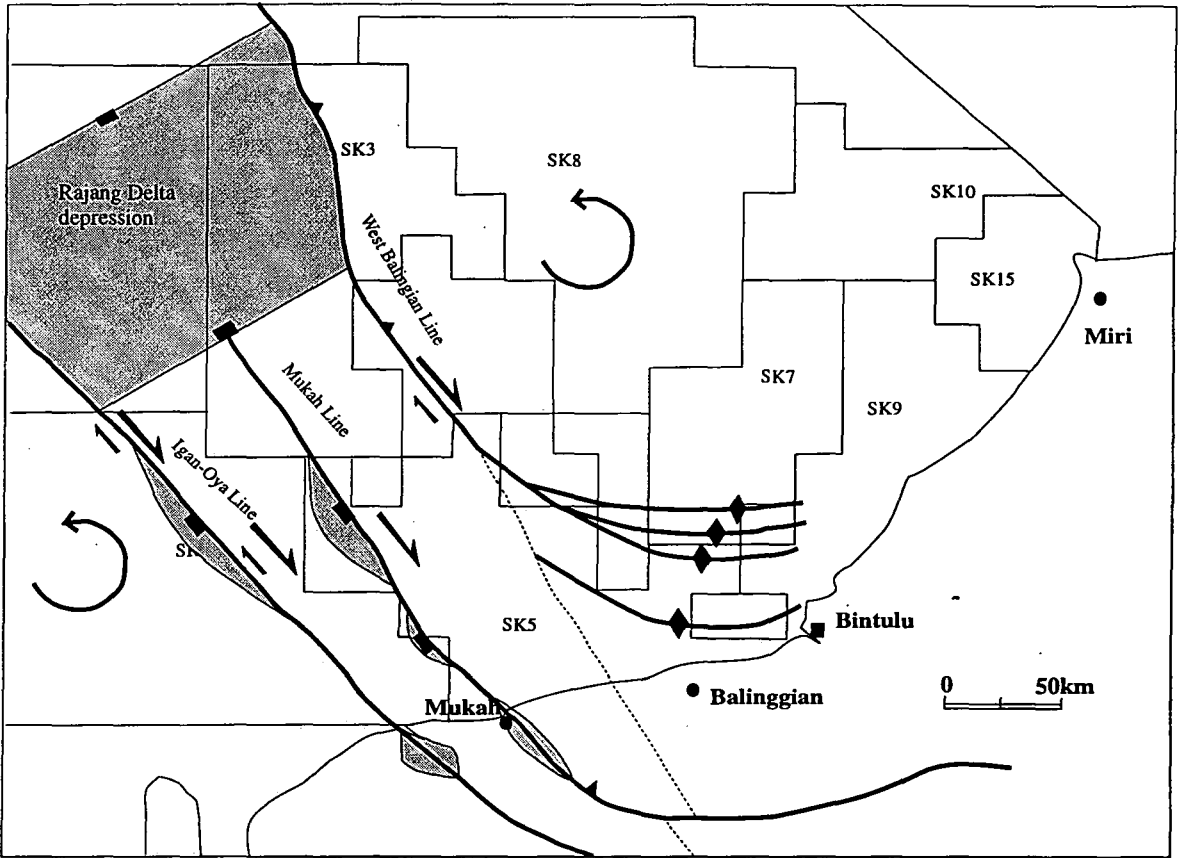 SK3
SK8
Rajang Delta
depression
SK10
West Balingian Line
SK15
Miri
Mukah Line
SK7
SK9
Igan-Oya Line
SK
SK5
Bintulu
Mukah
Balinggian
0 50km